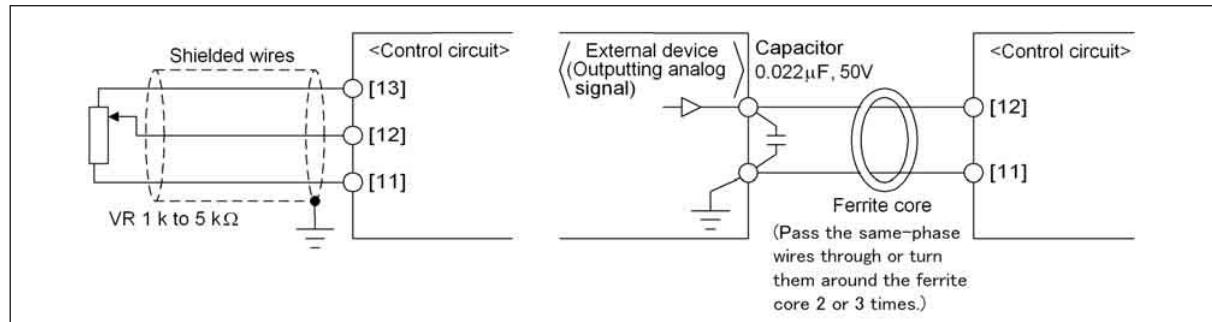 Shielded wires
<Control circuit>
[13]
[12]
[11]
VR 1 k to 5 kΩ
External device
(Outputting analog
signal)
Capacitor
0.022μF, 50V
<Control circuit>
[12]
[11]
Ferrite core
(Pass the same-phase
wires through or turn
them around the ferrite
core 2 or 3 times.)